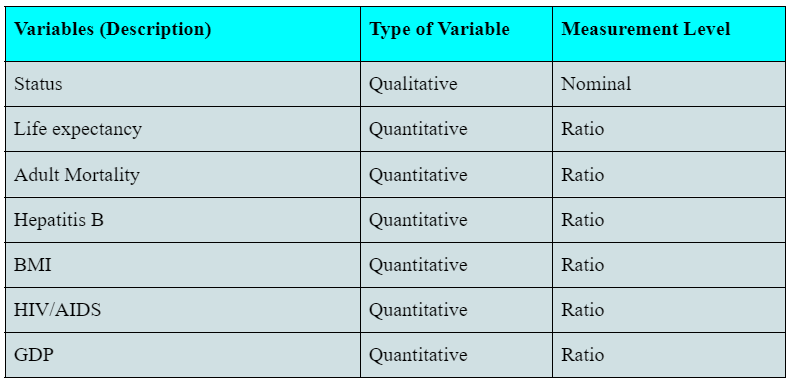 Variables (Description) Type of Variable Measurement Level
Status Qualitative Nominal
Life expectancy Quantitative Ratio
Adult Mortality Quantitative Ratio
Hepatitis B Quantitative Ratio
BMI Quantitative Ratio
HIV/AIDS Quantitative Ratio
GDP Quantitative Ratio